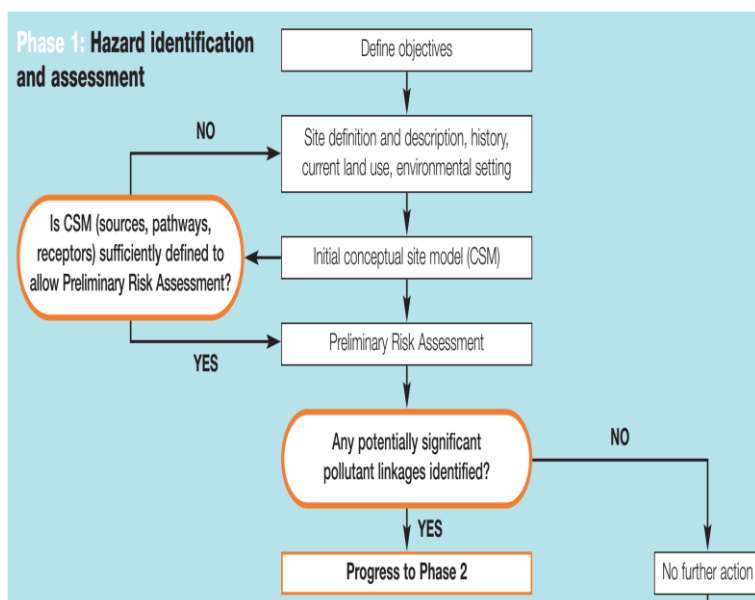 Phase 1: Hazard identification
and assessment
Define objectives
NO
Site definition and description, history,
current land use, environmental setting
Is CSM (sources, pathways,
receptors) sufficiently defined to
allow Preliminary Risk Assessment?
Initial conceptual site model (CSM)
YES
Preliminary Risk Assessment
Any potentially significant
pollutant linkages identified?
NO
YES
Progress to Phase 2
No further action